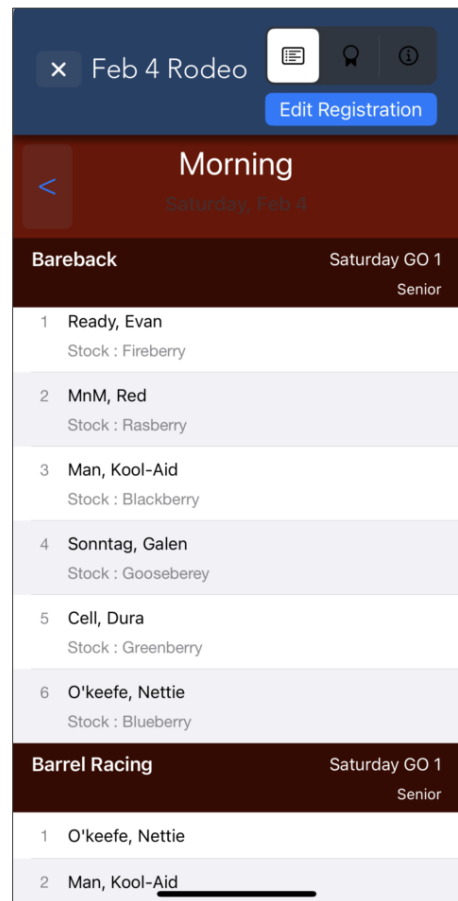 × Feb 4 Rodeo
Edit Registration
<
Morning
Saturday, Feb 4
Bareback Saturday GO 1
Senior
1 Ready, Evan
Stock : Fireberry
2 MnM, Red
Stock : Rasberry
3 Man, Kool-Aid
Stock : Blackberry
4 Sonntag, Galen
Stock : Gooseberey
5 Cell, Dura
Stock : Greenberry
6 O'keefe, Nettie
Stock : Blueberry
Barrel Racing Saturday GO 1
Senior
1 O'keefe, Nettie
2 Man, Kool-Aid